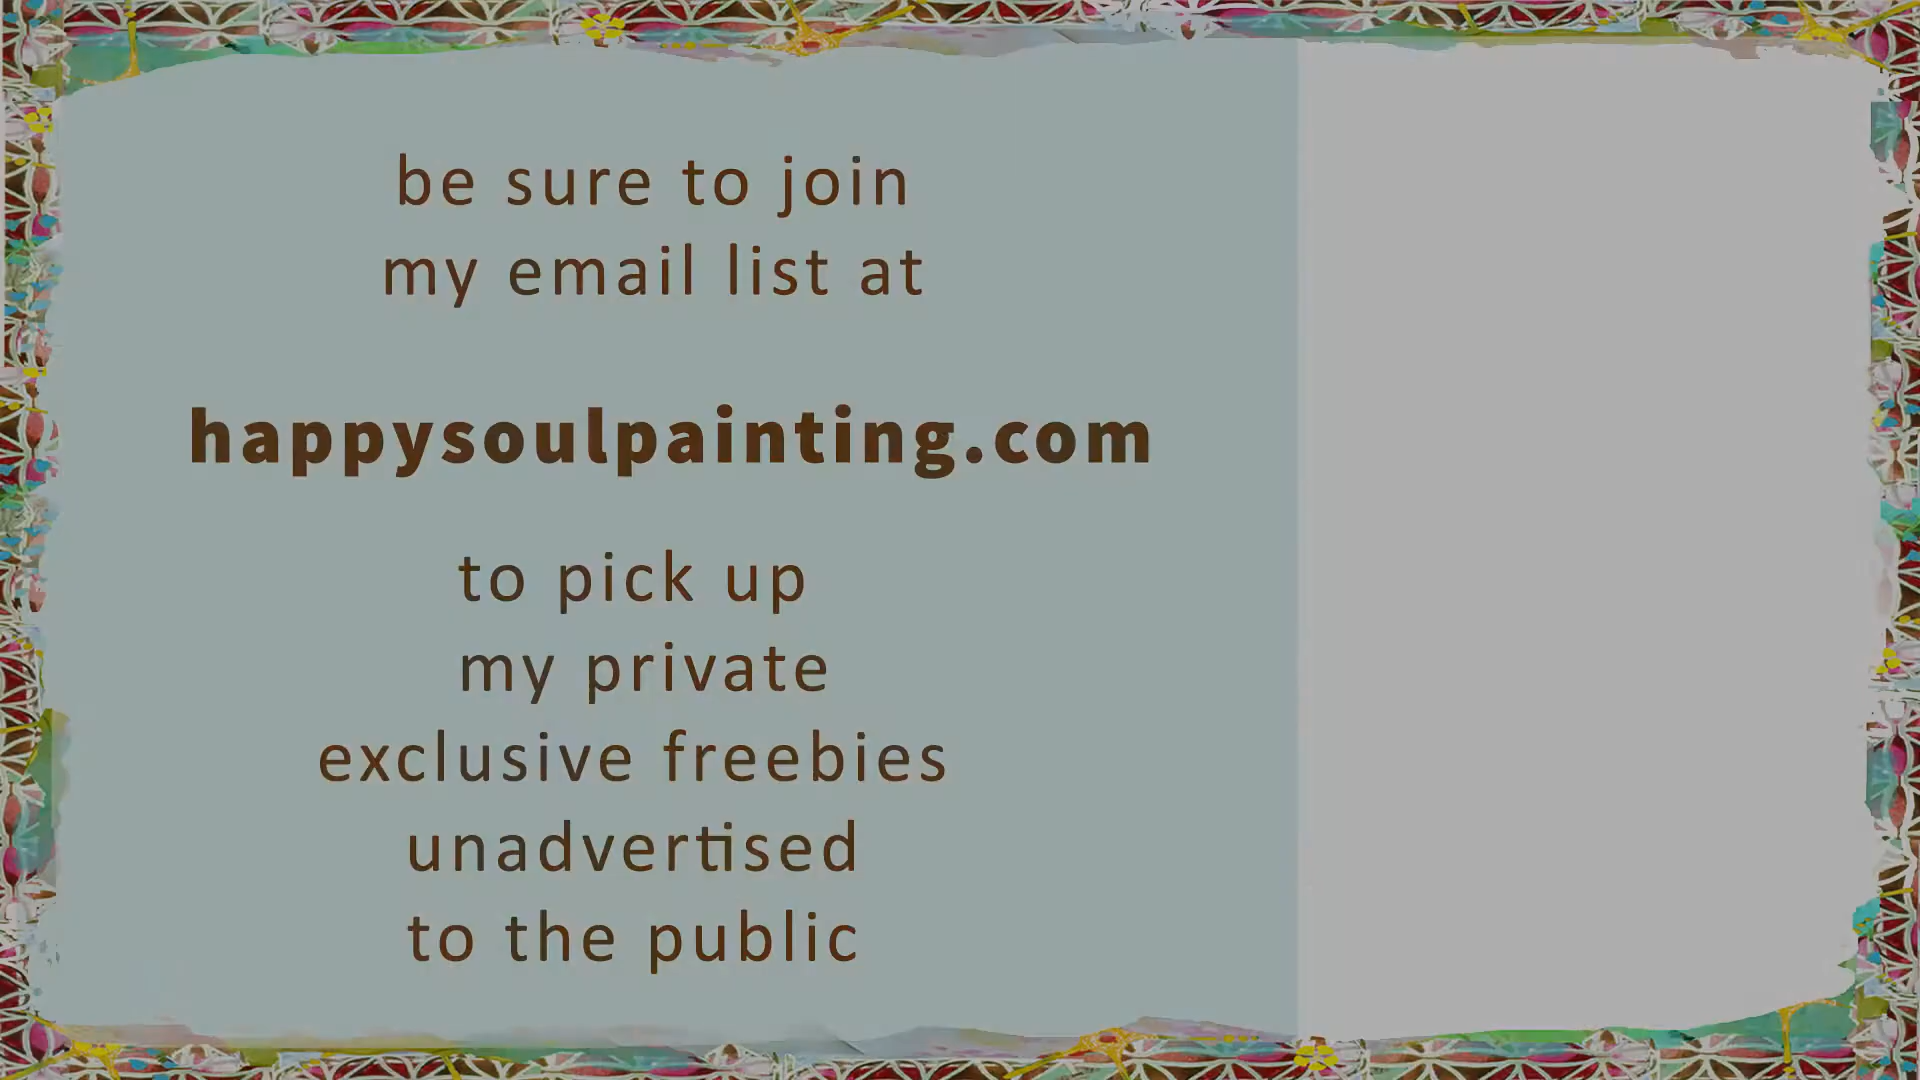 be sure to join
my email list at
happysoulpainting.com
to pick up
my private
exclusive freebies
unadvertised
to the public